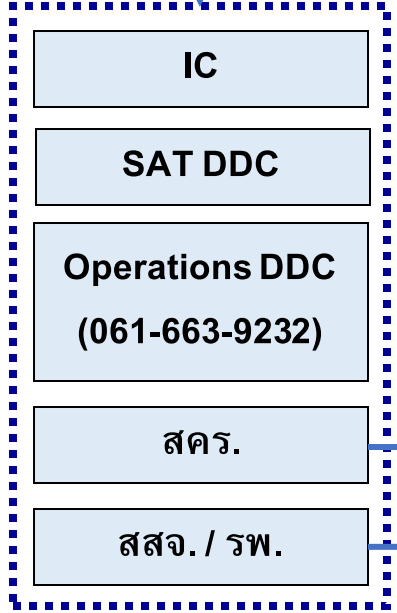 IC
SAT DDC
Operations DDC
(061-663-9232)
สคร.
สสจ. / รพ.